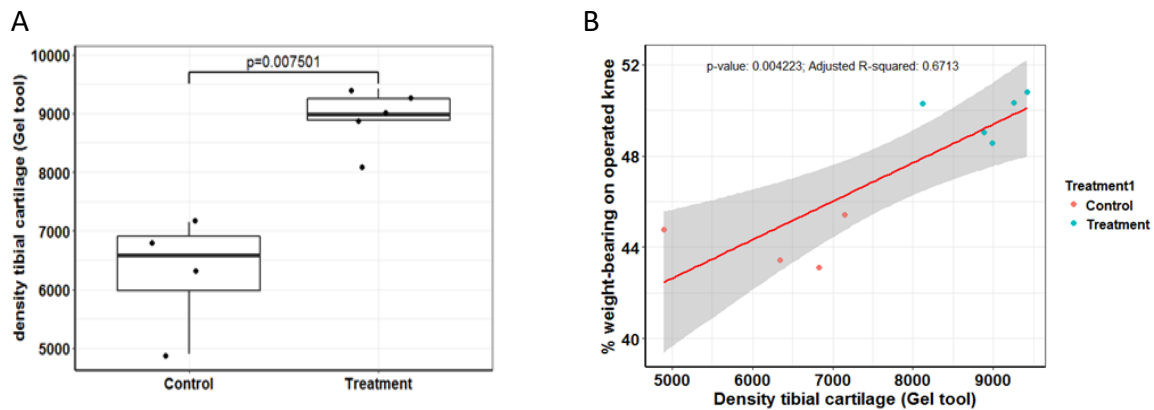 A
density tibial cartilage (Gel tool)
10000
9000
8000
7000
6000
5000
p=0.007501
Control
Treatment
B
% weight-bearing on operated knee
52
48
44
40
p-value: 0.004223; Adjusted R-squared: 0.6713
5000 6000 7000 8000 9000
Density tibial cartilage (Gel tool)
Treatment1
Control
Treatment